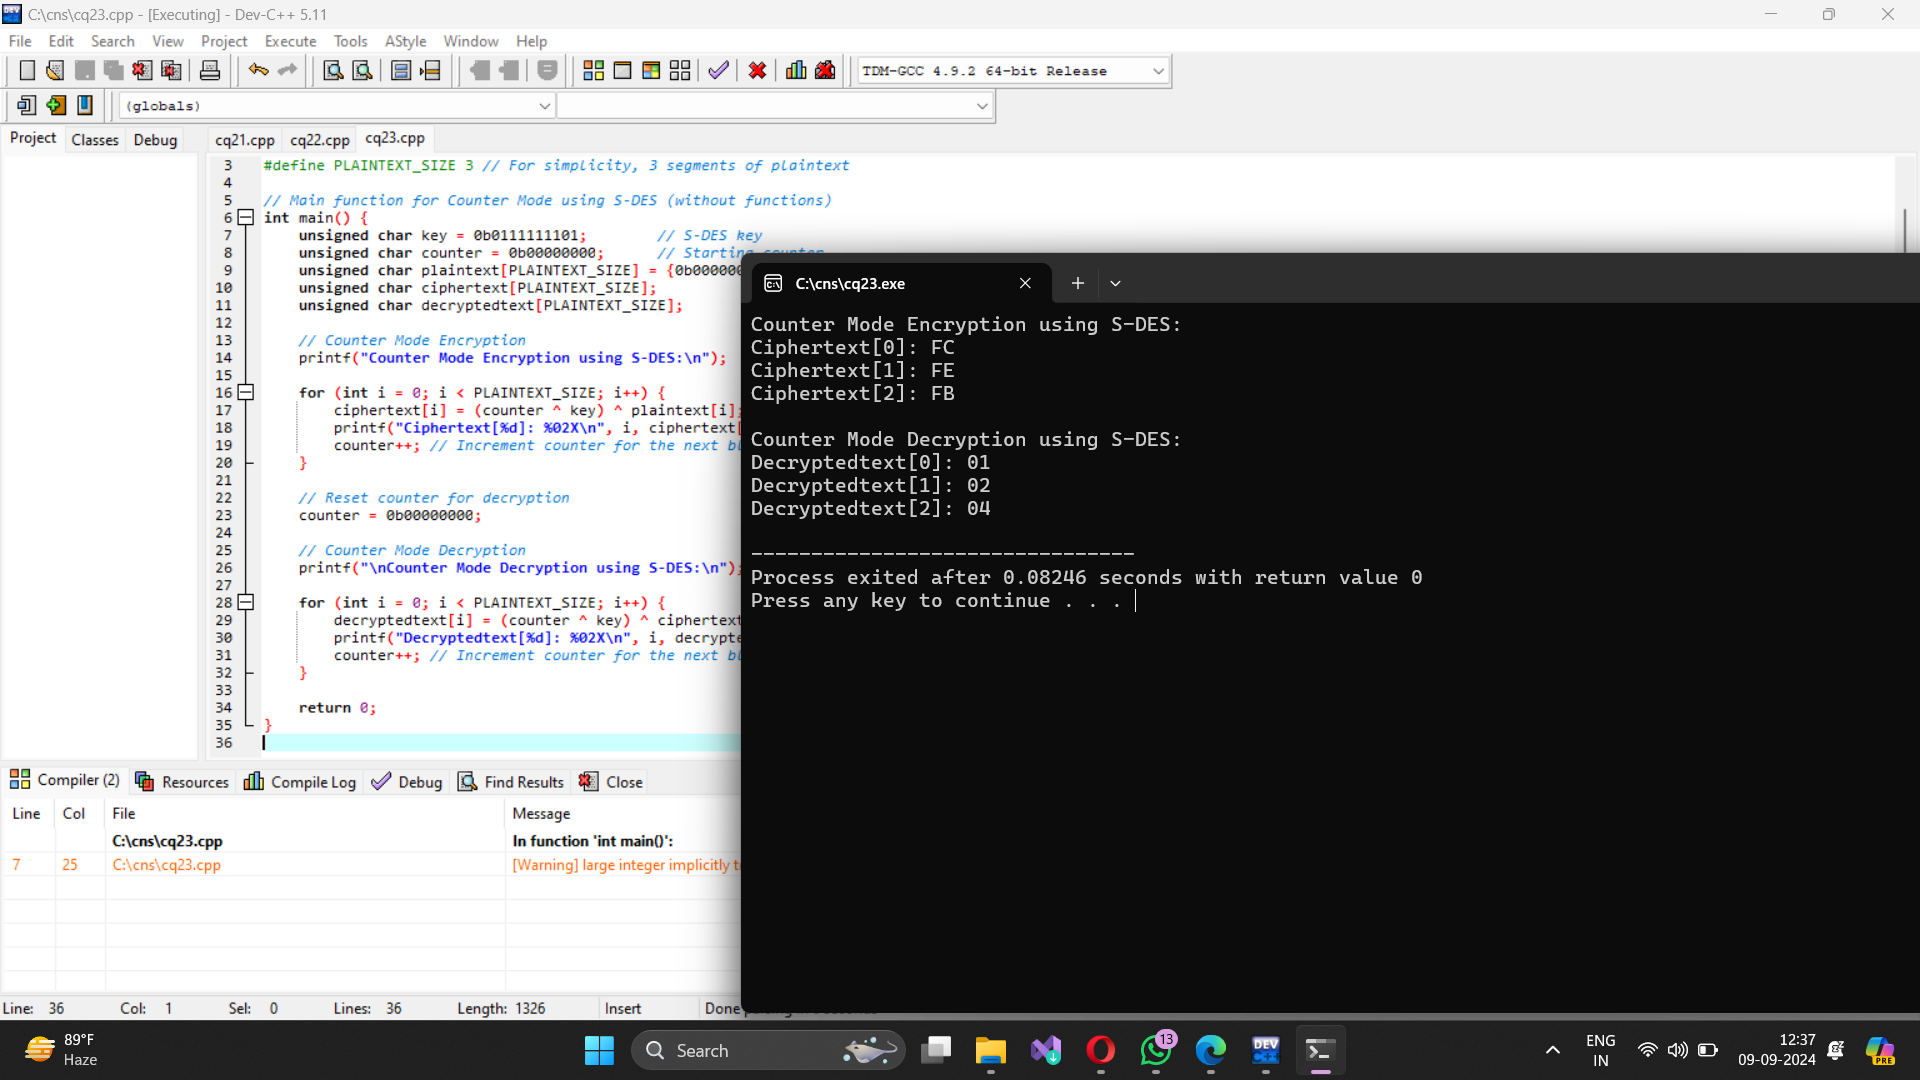 C:\cns\cq23.cpp - [Executing] - Dev-C++ 5.11
File Edit Search View Project Execute Tools AStyle Window Help
TDM-GCC 4.9.2 64-bit Release
(globals)
Project Classes Debug
cq21.cpp cq22.cpp cq23.cpp
3 #define PLAINTEXT_SIZE 3 // For simplicity, 3 segments of plaintext
4
5 // Main function for Counter Mode using S-DES (without functions)
6 int main() {
7 unsigned char key = 0b0111111101; // S-DES key
8 unsigned char counter = 0b00000000; // Starting counter
9 unsigned char plaintext[PLAINTEXT_SIZE] = {0b000000
10 unsigned char ciphertext[PLAINTEXT_SIZE];
11 unsigned char decryptedtext[PLAINTEXT_SIZE];
12
13 // Counter Mode Encryption
14 printf("Counter Mode Encryption using S-DES:\n");
15
16 for (int i = 0; i < PLAINTEXT_SIZE; i++) {
17 ciphertext[i] = (counter ^ key) ^ plaintext[i];
18 printf("Ciphertext[%d]: %02X\n", i, ciphertext[
19 counter++; // Increment counter for the next bl
20 }
21
22 // Reset counter for decryption
23 counter = 0b00000000;
24
25 // Counter Mode Decryption
26 printf("\nCounter Mode Decryption using S-DES:\n");
27
28 for (int i = 0; i < PLAINTEXT_SIZE; i++) {
29 decryptedtext[i] = (counter ^ key) ^ ciphertext
30 printf("Decryptedtext[%d]: %02X\n", i, decrypte
31 counter++; // Increment counter for the next bl
32 }
33
34 return 0;
35 }
36
C:\cns\cq23.exe
Counter Mode Encryption using S-DES:
Ciphertext[0]: FC
Ciphertext[1]: FE
Ciphertext[2]: FB
Counter Mode Decryption using S-DES:
Decryptedtext[0]: 01
Decryptedtext[1]: 02
Decryptedtext[2]: 04
--------------------------------
Process exited after 0.08246 seconds with return value 0
Press any key to continue . . .
Compiler (2) Resources Compile Log Debug Find Results Close
Line Col File Message
C:\cns\cq23.cpp In function 'int main()':
7 25 C:\cns\cq23.cpp [Warning] large integer implicitly t
Line: 36 Col: 1 Sel: 0 Lines: 36 Length: 1326 Insert Done
89°F
Haze
Search
DEV
C++
13
ENG
IN
12:37
09-09-2024
PRE